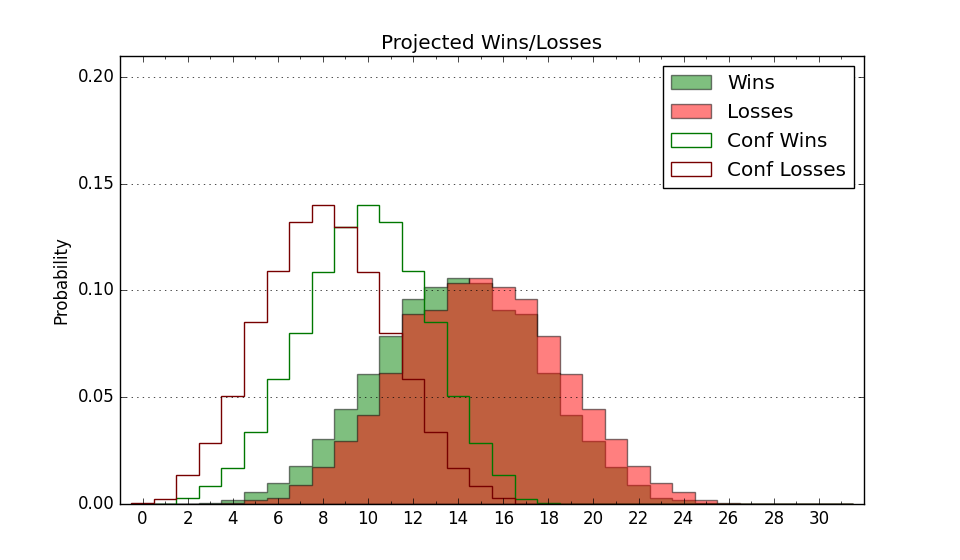 Projected Wins/Losses
0.20
0.15
0.10
0.05
0.00
Probability
Wins
Losses
Conf Wins
Conf Losses
0 2 4 6 8 10 12 14 16 18 20 22 24 26 28 30